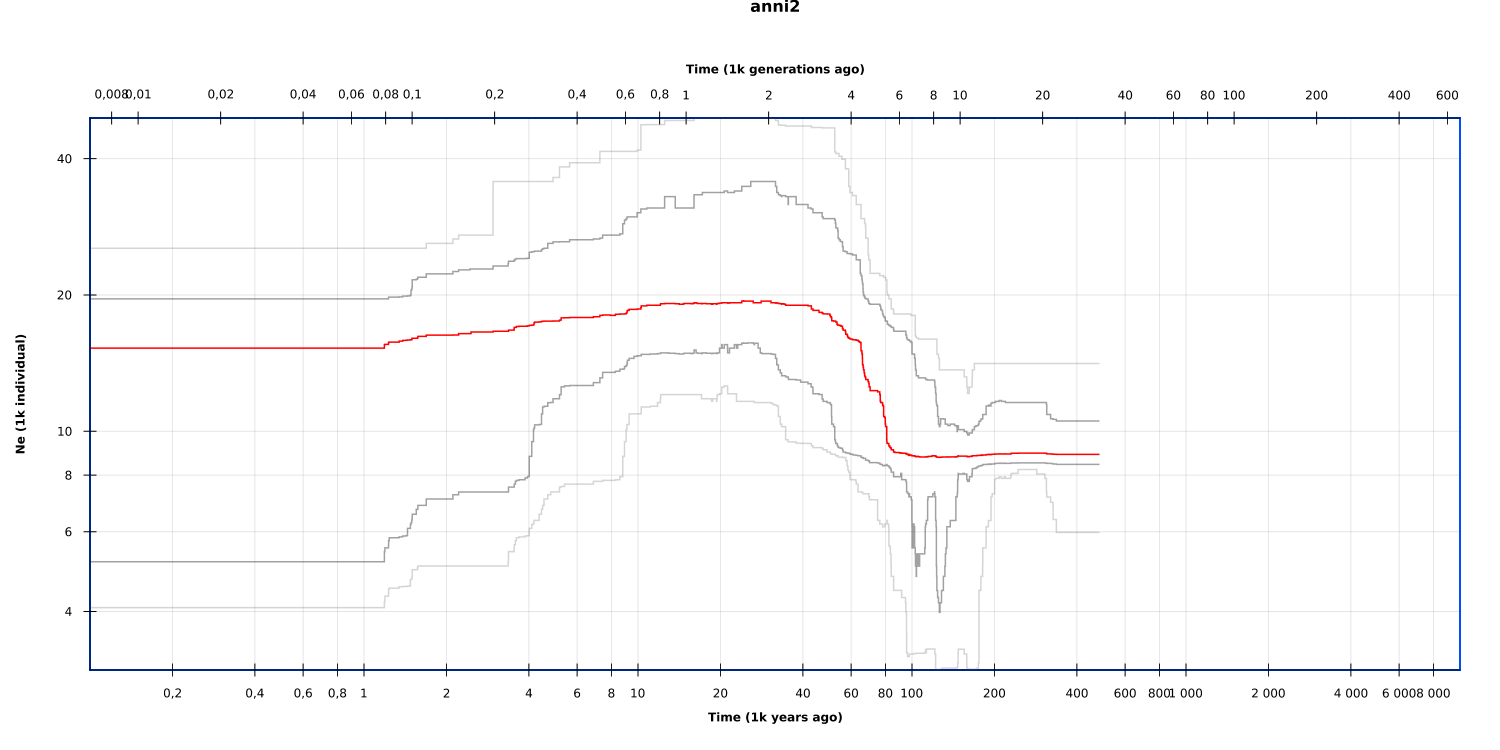 anni2
Time (1k generations ago)
0,008 0,01 0,02 0,04 0,06 0,08 0,1 0,2 0,4 0,6 0,8 1 2 4 6 8 10 20 40 60 80 100 200 400 600
40
20
10
8
6
4
Ne (1k individual)
0,2 0,4 0,6 0,8 1 2 4 6 8 10 20 40 60 80 100 200 400 600 800 1 000 2 000 4 000 6 000 8 000
Time (1k years ago)